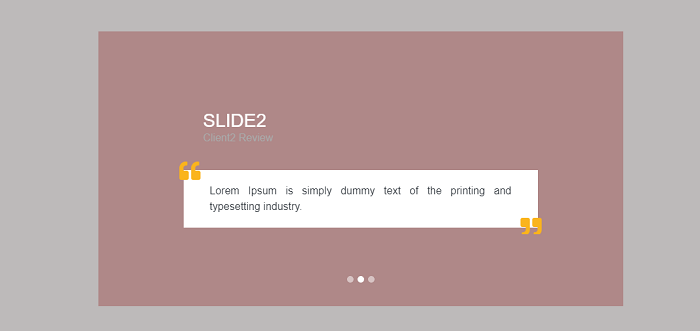 SLIDE2
Client2 Review
“
Lorem Ipsum is simply dummy text of the printing and
typesetting industry.
”